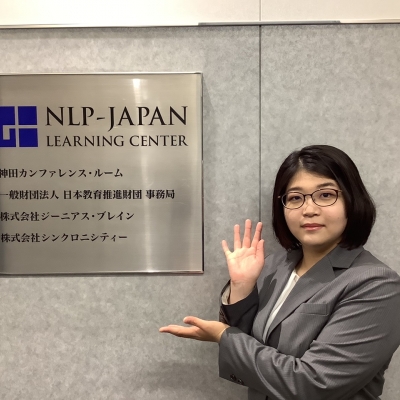 NLP-JAPAN
LEARNING CENTER
神田カンファレンス・ルーム
一般財団法人 日本教育推進財団 事務局
株式会社ジーニアス・ブレイン
株式会社シンクロニシティー